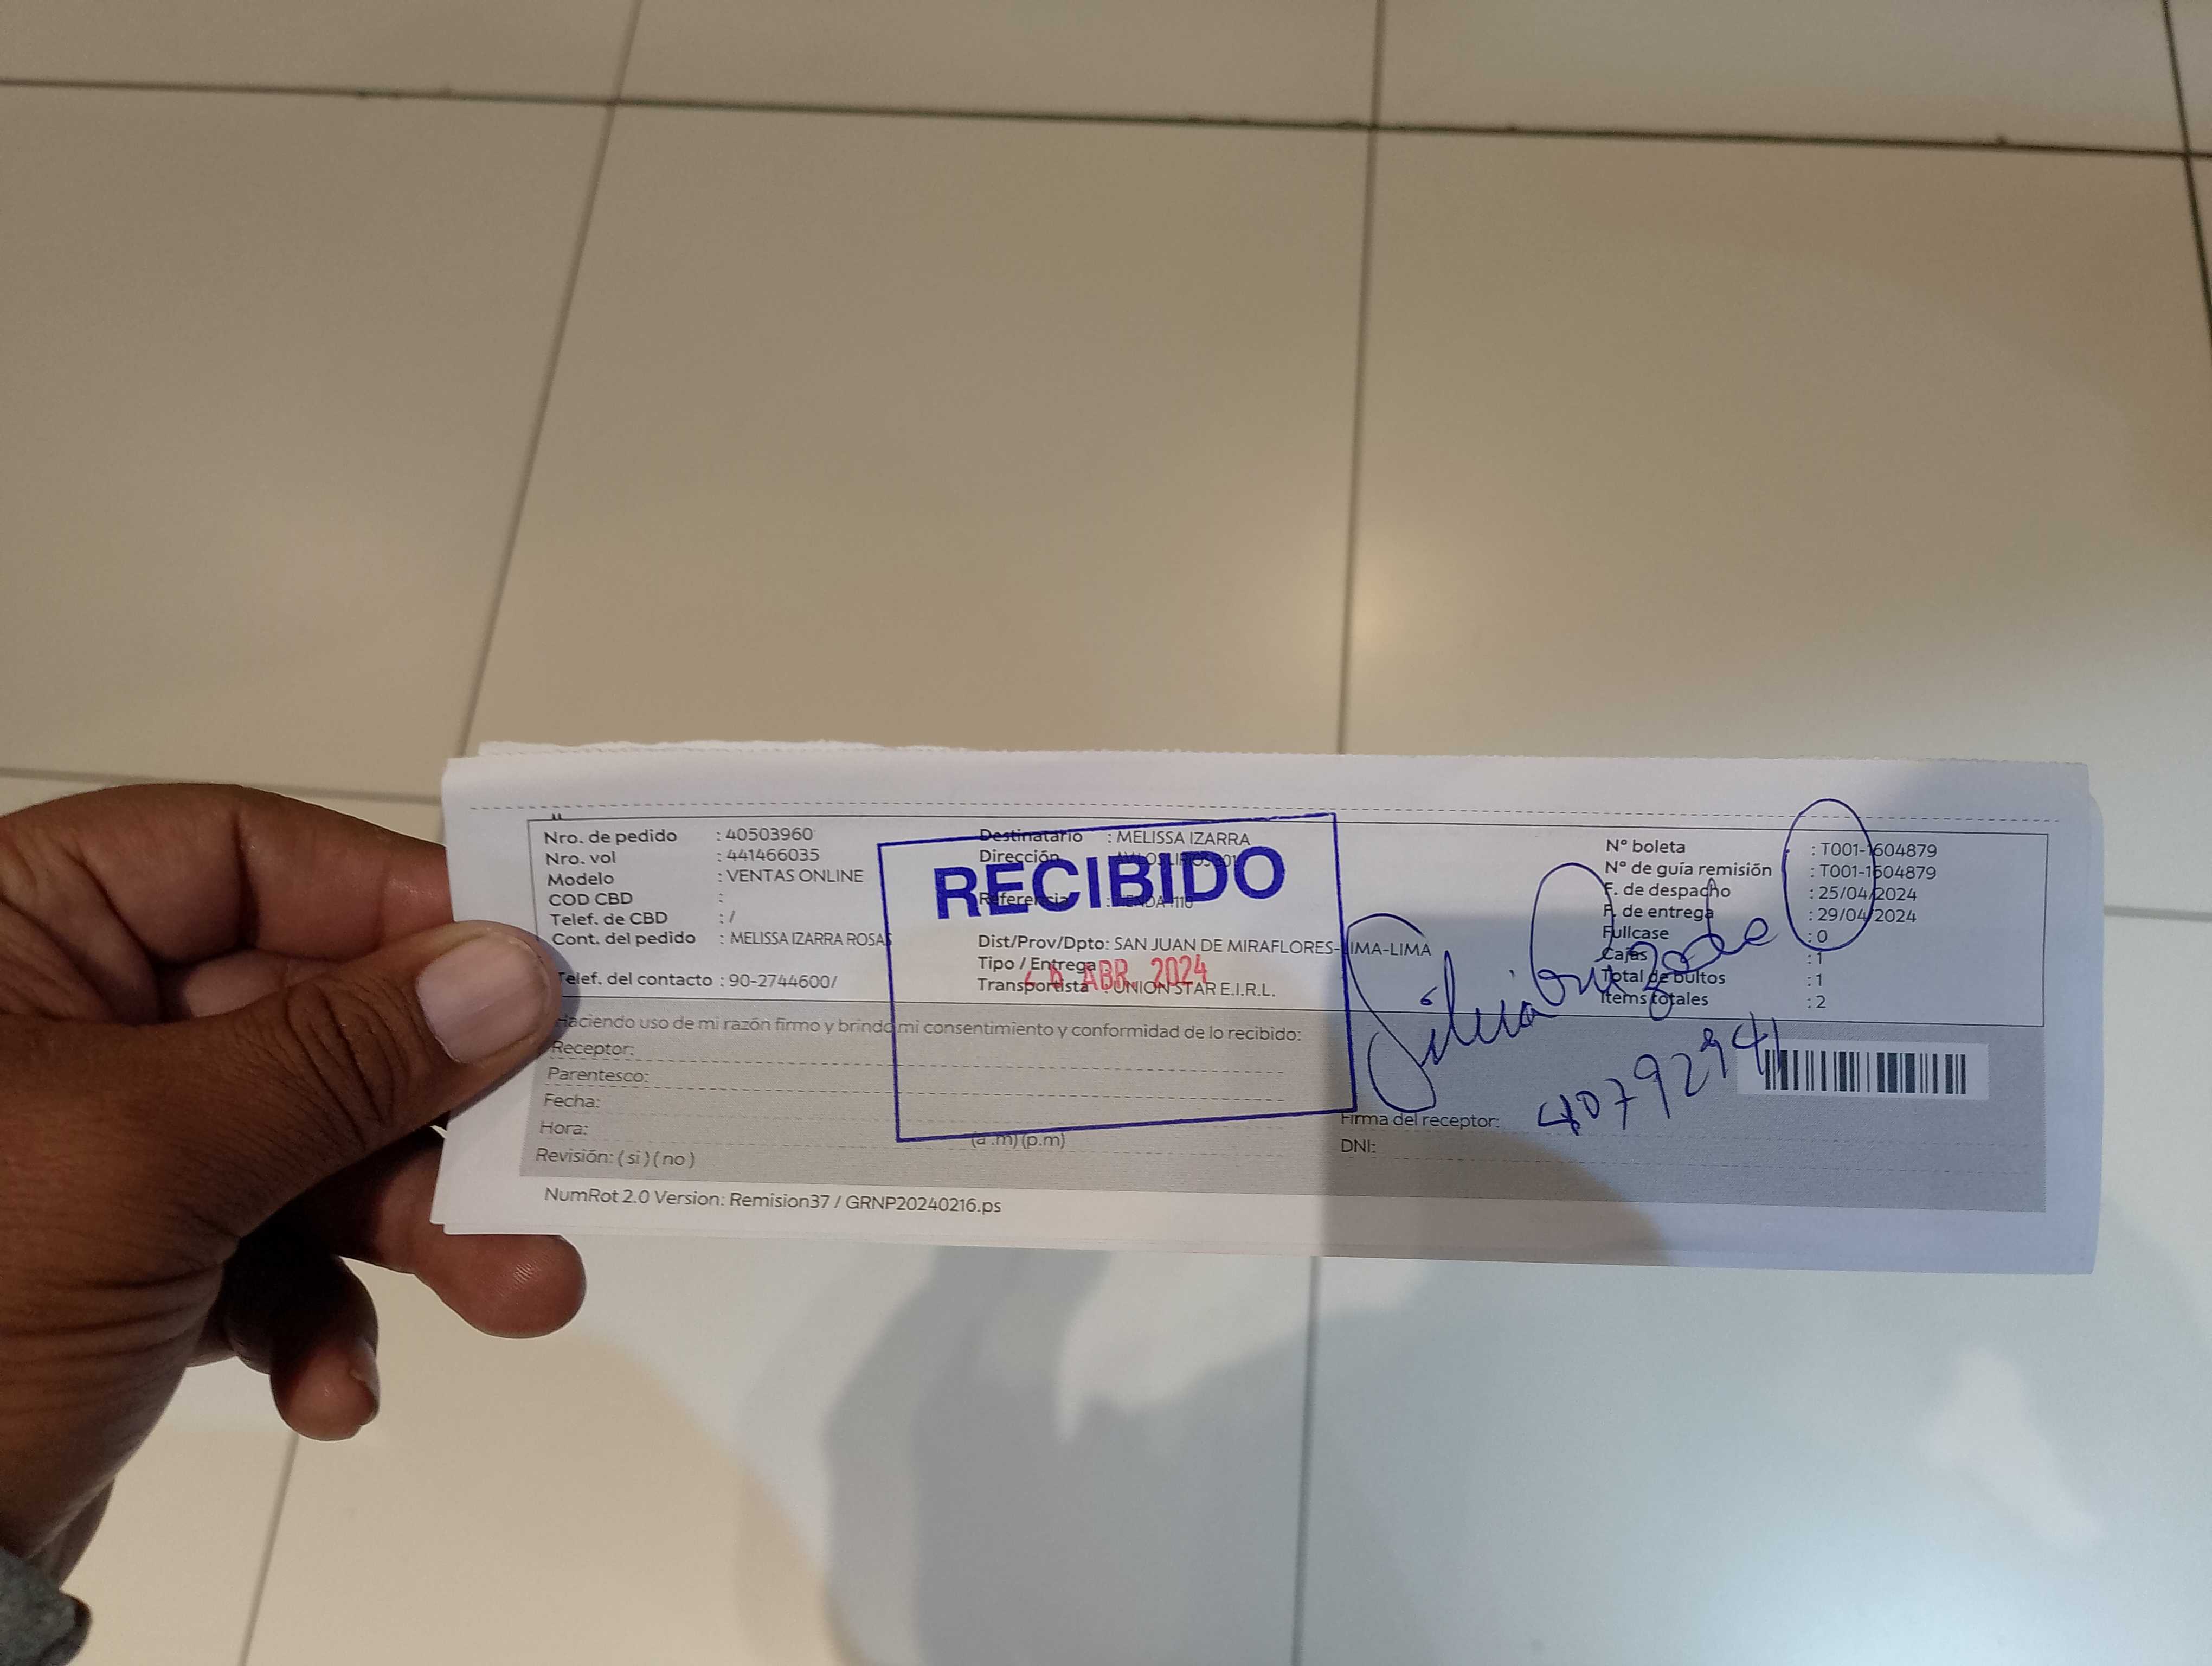 Nro. de pedido : 40503960
Nro. vol : 441466035
Modelo : VENTAS ONLINE
COD CBD :
Telef. de CBD : /
Cont. del pedido : MELISSA IZARRA ROSAS
Telef. del contacto : 90-2744600/
Destinatario : MELISSA IZARRA
Dirección :
RECIBIDO
Referencia : TIENDA 1110
Dist/Prov/Dpto: SAN JUAN DE MIRAFLORES-LIMA-LIMA
Tipo / Entrega
ABR 2024
Transportista : UNION STAR E.I.R.L.
N° boleta : T001-1604879
N° de guía remisión : T001-1604879
F. de despacho : 25/04/2024
F. de entrega : 29/04/2024
Fullcase : 0
Cajas : 1
Total de bultos : 1
Items totales : 2
Silvia
Haciendo uso de mi razón firmo y brindo mi consentimiento y conformidad de lo recibido:
Receptor:
Parentesco:
Fecha:
Hora: (a .m) (p.m)
Revisión: ( si ) ( no )
40792941
Firma del receptor:
DNI:
NumRot 2.0 Version: Remision37 / GRNP20240216.ps